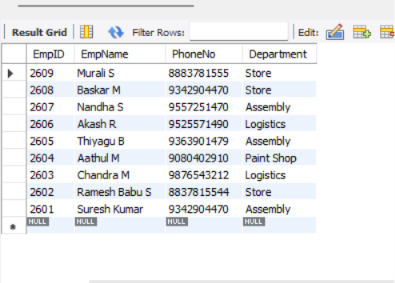 Result Grid Filter Rows: Edit:
EmpID EmpName PhoneNo Department
2609 Murali S 8883781555 Store
2608 Baskar M 9342904470 Store
2607 Nandha S 9557251470 Assembly
2606 Akash R 9525571490 Logistics
2605 Thiyagu B 9363901479 Assembly
2604 Aathul M 9080402910 Paint Shop
2603 Chandra M 9876543212 Logistics
2602 Ramesh Babu S 8837815544 Store
2601 Suresh Kumar 9342904470 Assembly
NULL NULL NULL NULL